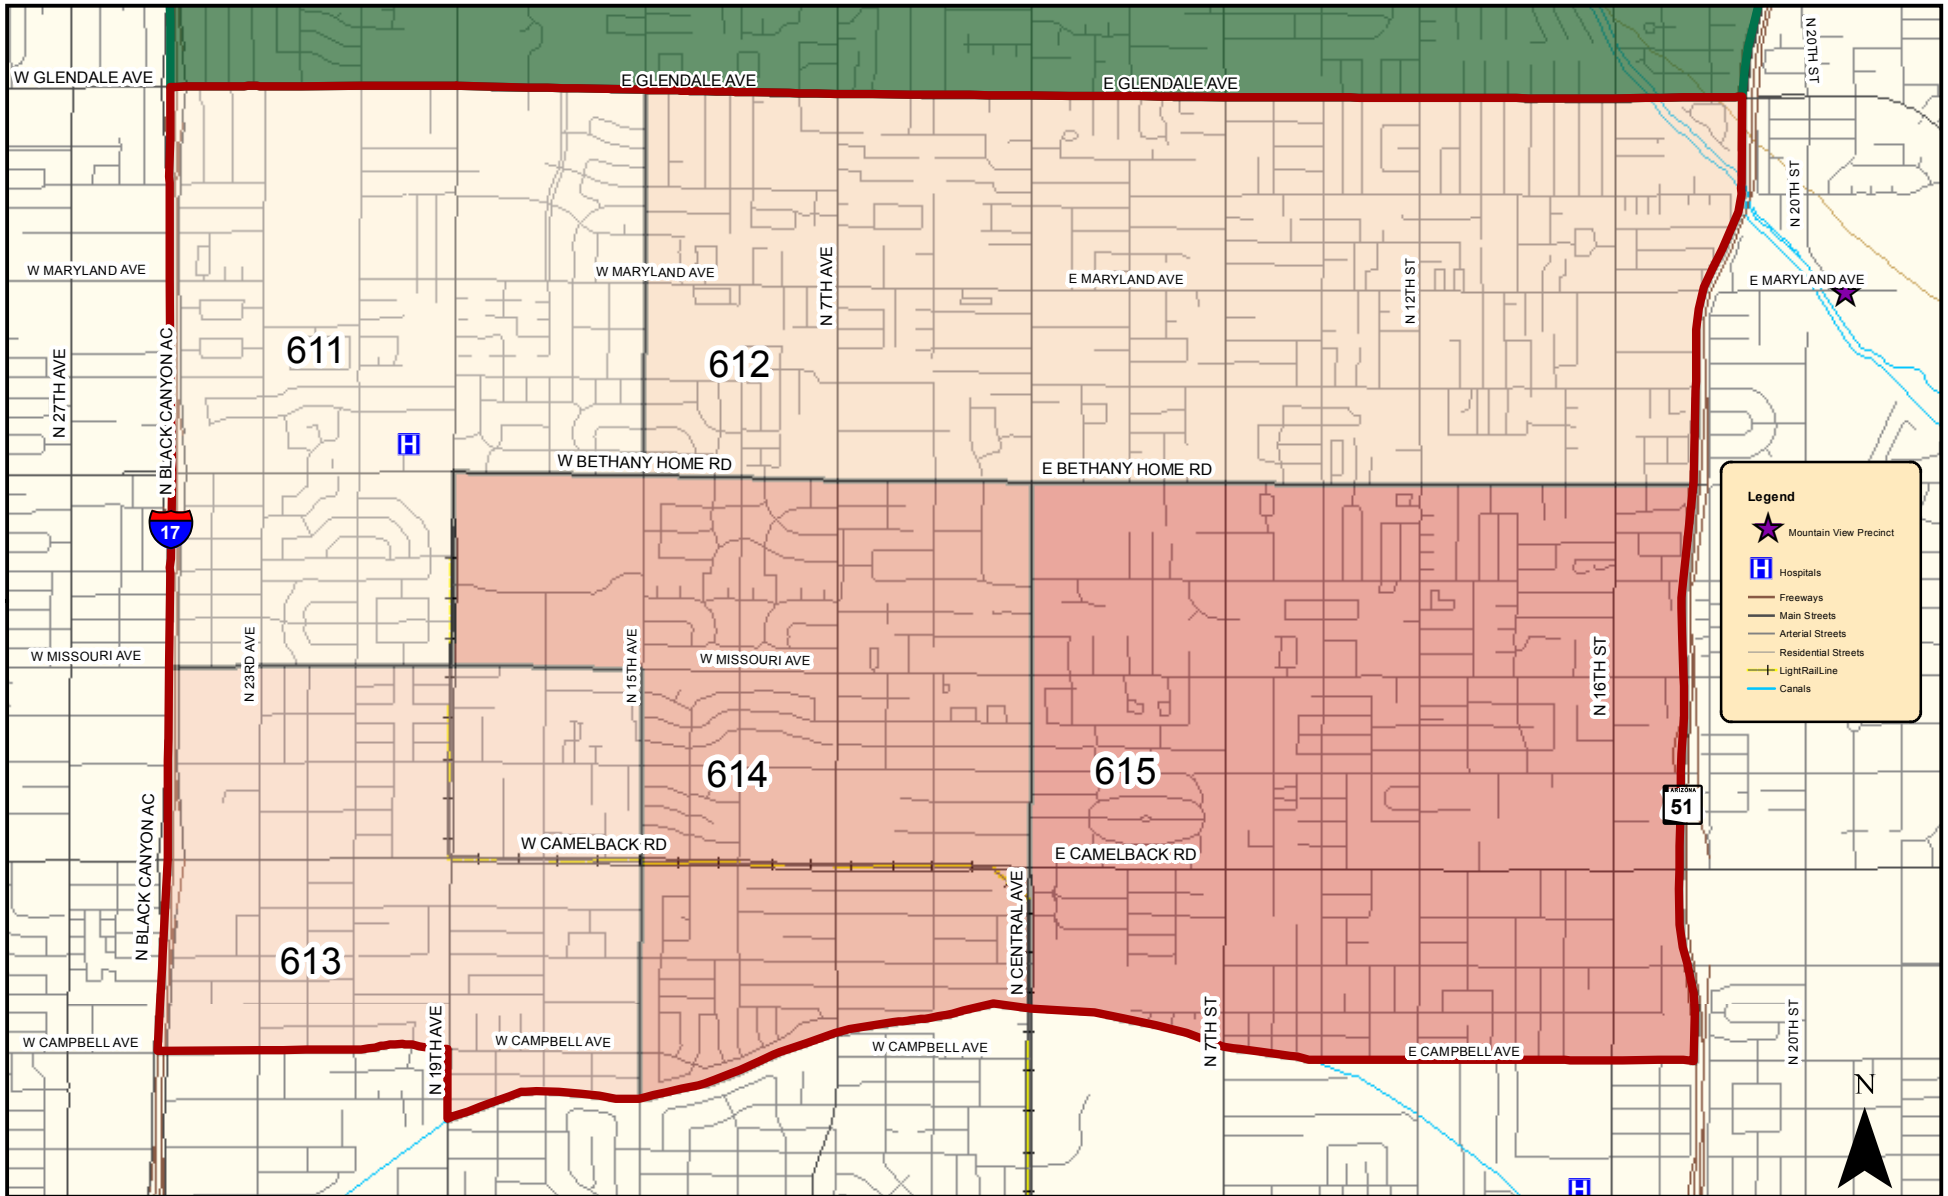 N 20TH ST
W GLENDALE AVE
E GLENDALE AVE
E GLENDALE AVE
N 20TH ST
W MARYLAND AVE
W MARYLAND AVE
E MARYLAND AVE
E MARYLAND AVE
N 7TH AVE
N 12TH ST
611
612
N 27TH AVE
N BLACK CANYON AC
H
W BETHANY HOME RD
E BETHANY HOME RD
17
Legend
Mountain View Precinct
H Hospitals
Freeways
Main Streets
Arterial Streets
Residential Streets
LightRailLine
Canals
W MISSOURI AVE
N 23RD AVE
N 15TH AVE
W MISSOURI AVE
N 16TH ST
614
615
ARIZONA
51
W CAMELBACK RD
E CAMELBACK RD
N BLACK CANYON AC
N CENTRAL AVE
613
W CAMPBELL AVE
N 19TH AVE
W CAMPBELL AVE
W CAMPBELL AVE
N 7TH ST
E CAMPBELL AVE
N 20TH ST
N
H